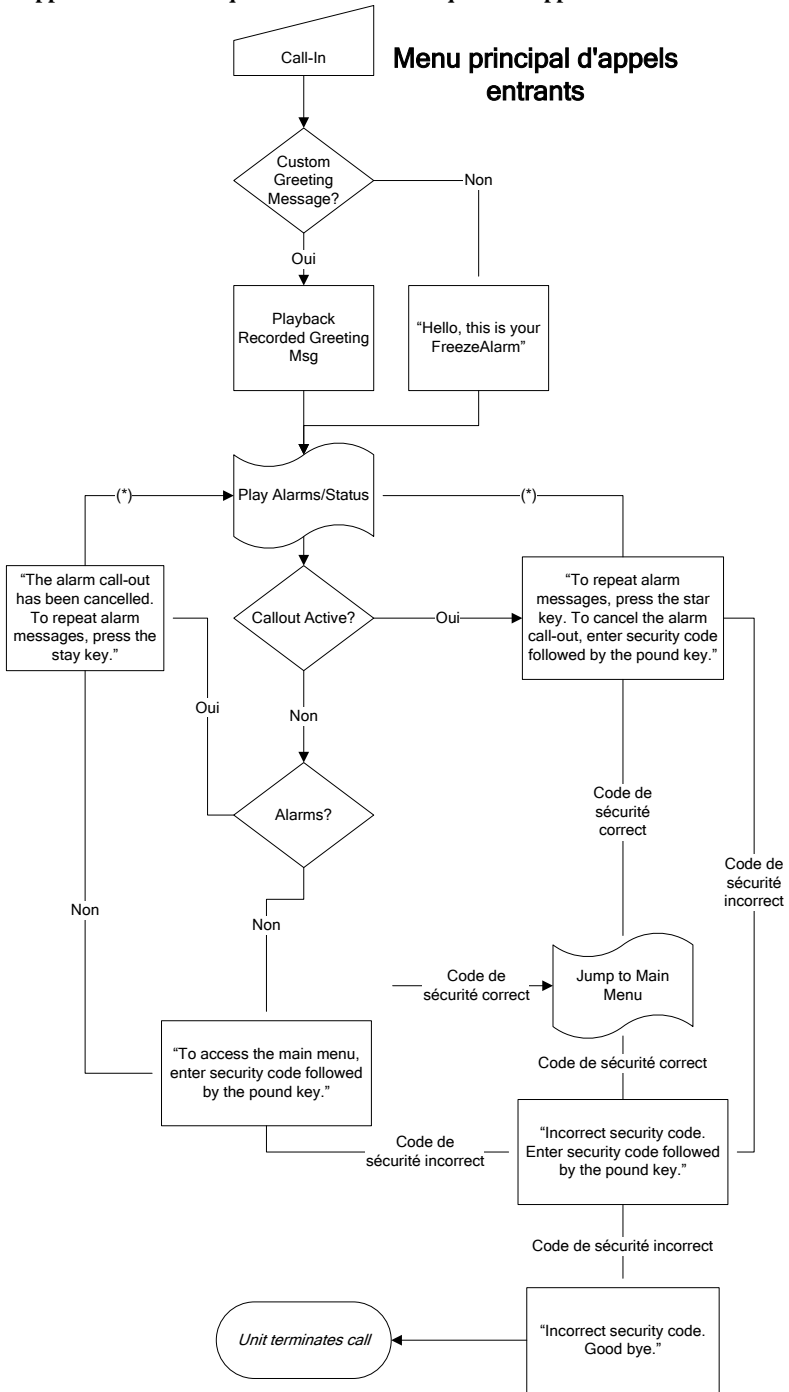 Call-In
Menu principal d'appels
entrants
Custom
Greeting
Message?
Non
Oui
Playback
Recorded Greeting
Msg
“Hello, this is your
FreezeAlarm”
(*)
Play Alarms/Status
(*)
“The alarm call-out
has been cancelled.
To repeat alarm
messages, press the
stay key.”
Callout Active?
Oui
“To repeat alarm
messages, press the star
key. To cancel the alarm
call-out, enter security code
followed by the pound key.”
Oui
Non
Alarms?
Code de
sécurité
correct
Code de
sécurité
incorrect
Non
Non
Code de
sécurité correct
Jump to Main
Menu
“To access the main menu,
enter security code followed
by the pound key.”
Code de sécurité correct
Code de
sécurité incorrect
“Incorrect security code.
Enter security code followed
by the pound key.”
Code de sécurité incorrect
Unit terminates call
“Incorrect security code.
Good bye.”